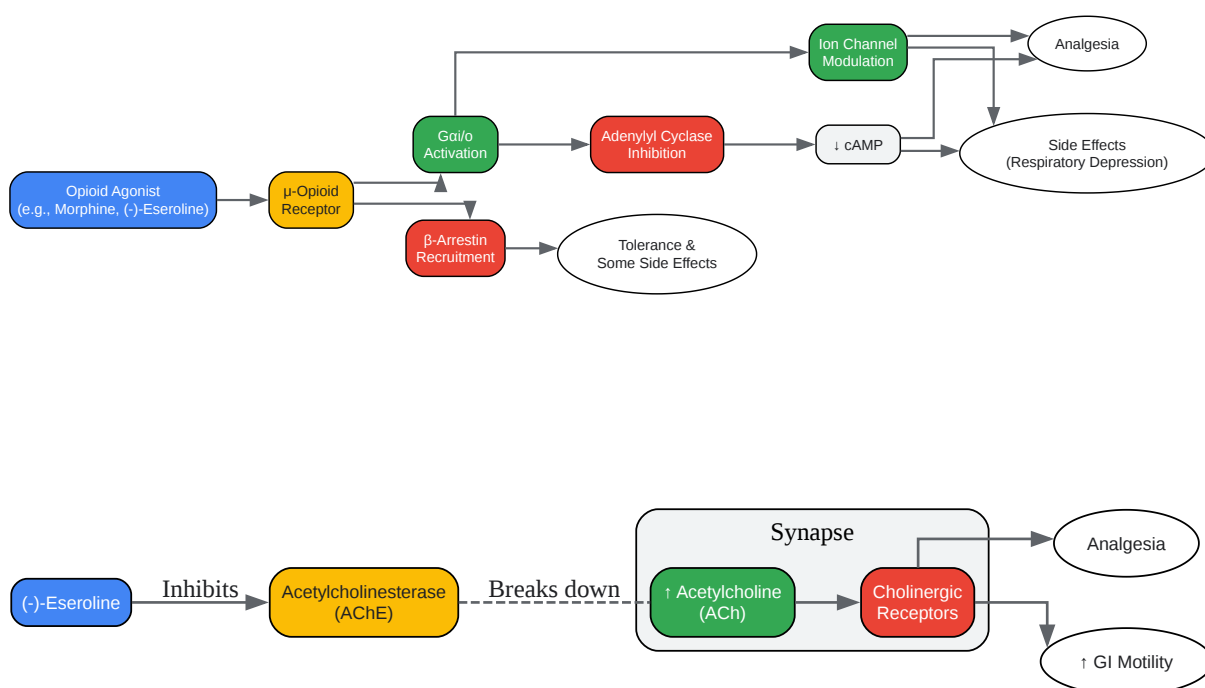 Ion Channel
Modulation
Analgesia
Gαi/o
Activation
Adenylyl Cyclase
Inhibition
↓ cAMP
Side Effects
(Respiratory Depression)
Opioid Agonist
(e.g., Morphine, (-)-Eseroline)
μ-Opioid
Receptor
β-Arrestin
Recruitment
Tolerance &
Some Side Effects
(-)-Eseroline
Inhibits
Acetylcholinesterase
(AChE)
Breaks down
Synapse
↑ Acetylcholine
(ACh)
Cholinergic
Receptors
Analgesia
↑ GI Motility